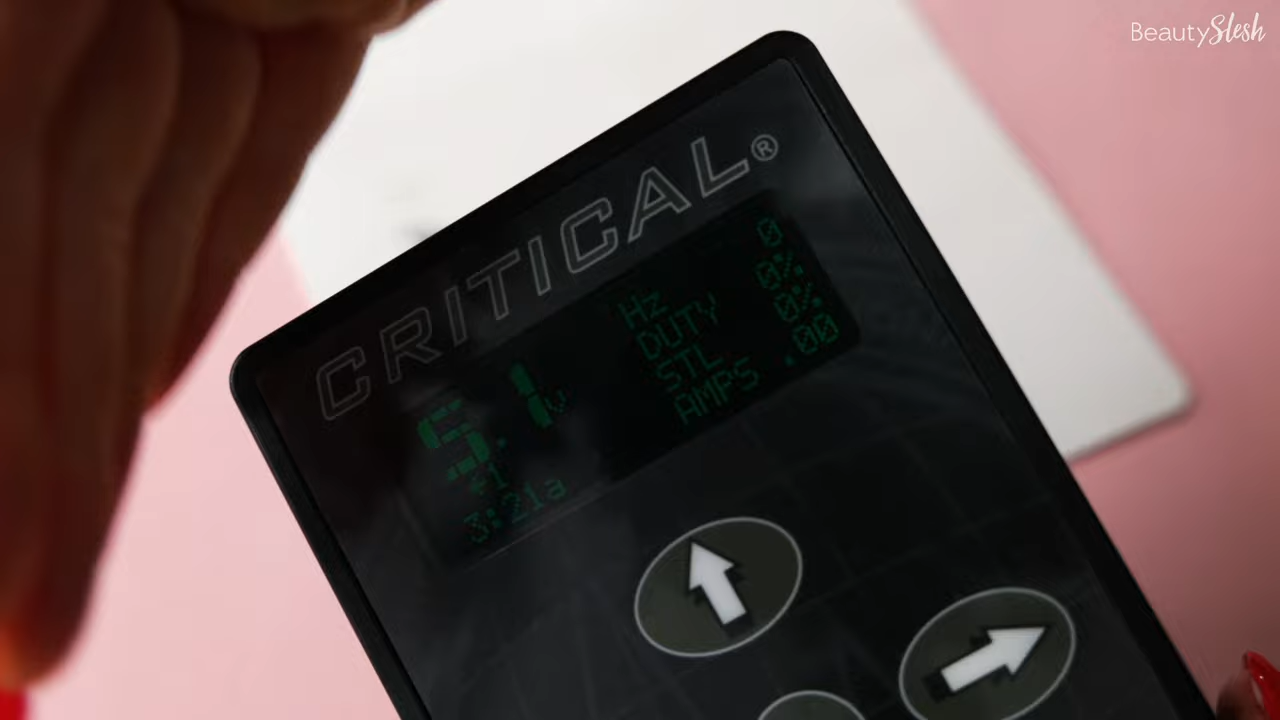 BeautySlesh
CRITICAL®
5.1v
Hz 0
DUTY 0%
STL 0%
AMPS .00
3:21a